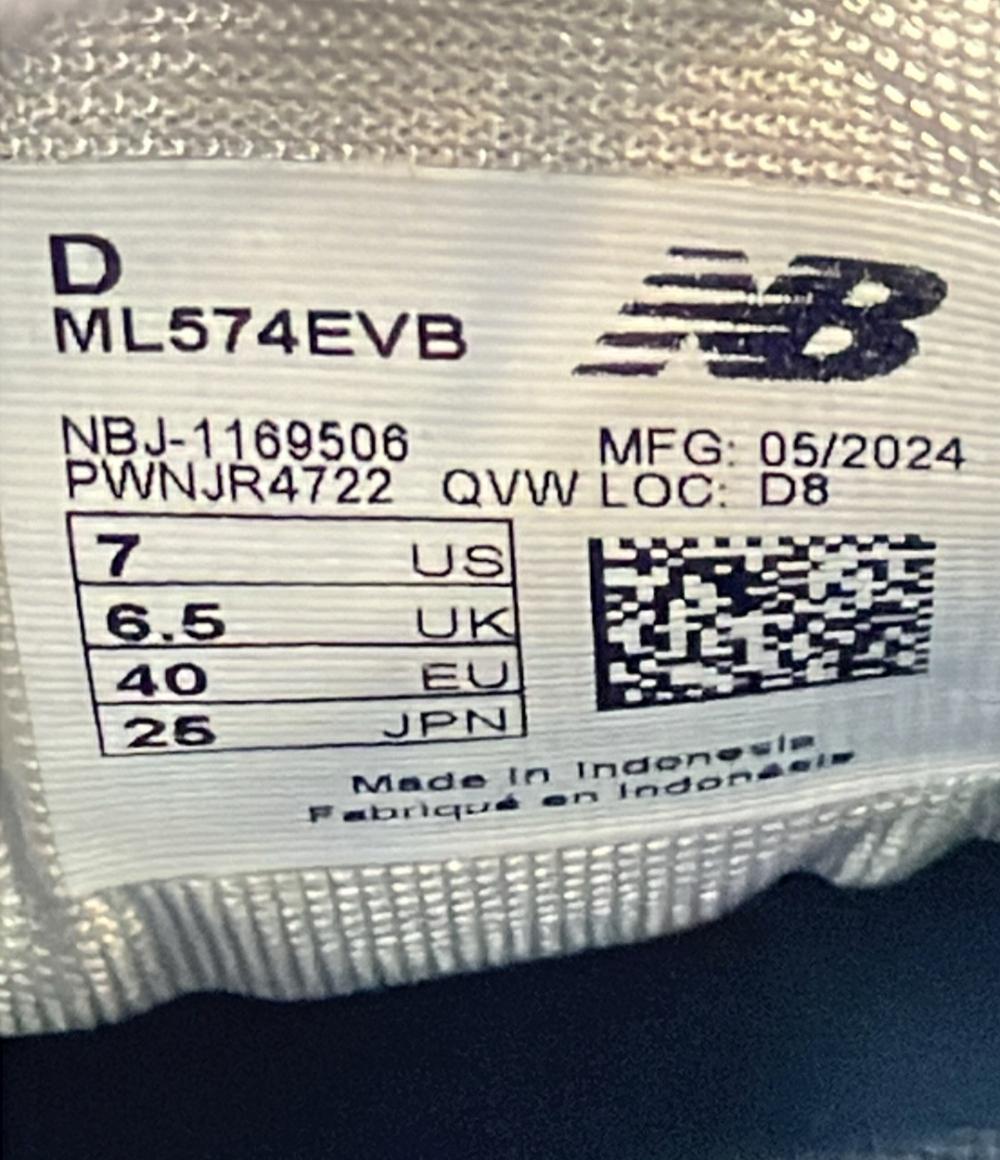 D
ML574EVB
NB
NBJ-1169506
PWNJR4722 QVW
MFG: 05/2024
LOC: D8
7 US
6.5 UK
40 EU
25 JPN
Made in Indonesia
Fabriqué en Indonésie